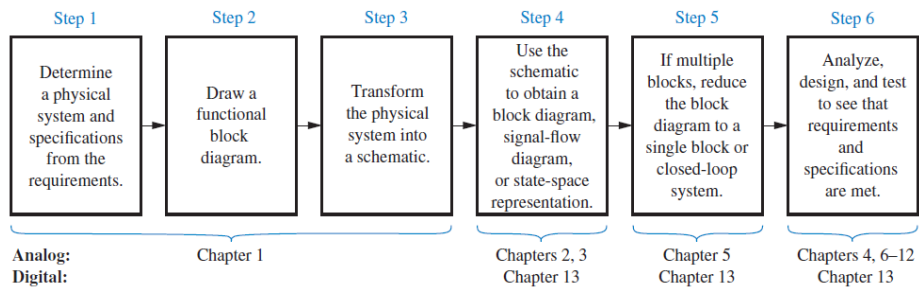 Step 1
Step 2
Step 3
Step 4
Step 5
Step 6
Determine
a physical
system and
specifications
from the
requirements.
Draw a
functional
block
diagram.
Transform
the physical
system into
a schematic.
Use the
schematic
to obtain a
block diagram,
signal-flow
diagram,
or state-space
representation.
If multiple
blocks, reduce
the block
diagram to a
single block or
closed-loop
system.
Analyze,
design, and test
to see that
requirements
and
specifications
are met.
Analog:
Chapter 1
Chapters 2, 3
Chapter 5
Chapters 4, 6–12
Digital:
Chapter 13
Chapter 13
Chapter 13